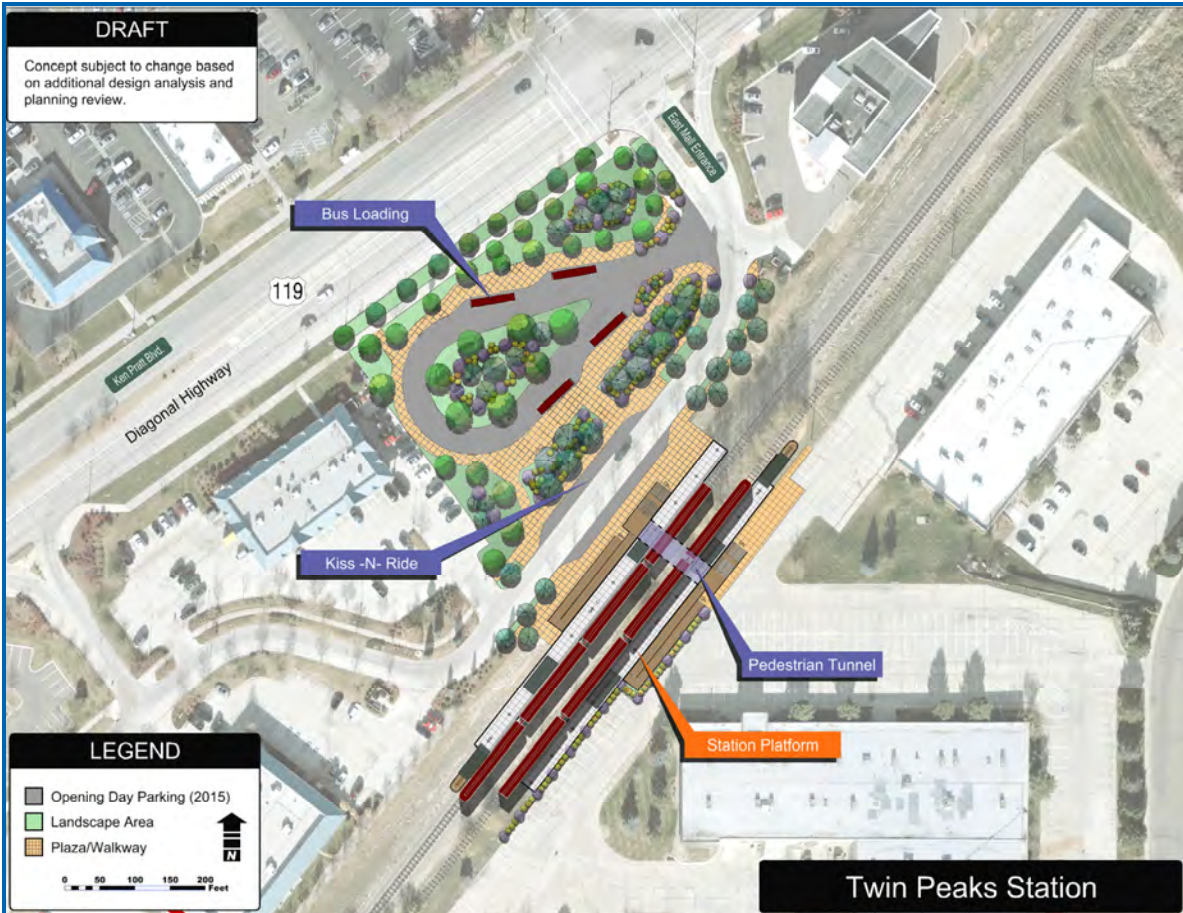 DRAFT
Concept subject to change based
on additional design analysis and
planning review.
East Mall Entrance
Bus Loading
119
Ken Pratt Blvd.
Diagonal Highway
Kiss -N- Ride
Pedestrian Tunnel
Station Platform
LEGEND
Opening Day Parking (2015)
Landscape Area
Plaza/Walkway
N
0 50 100 150 200
Feet
Twin Peaks Station